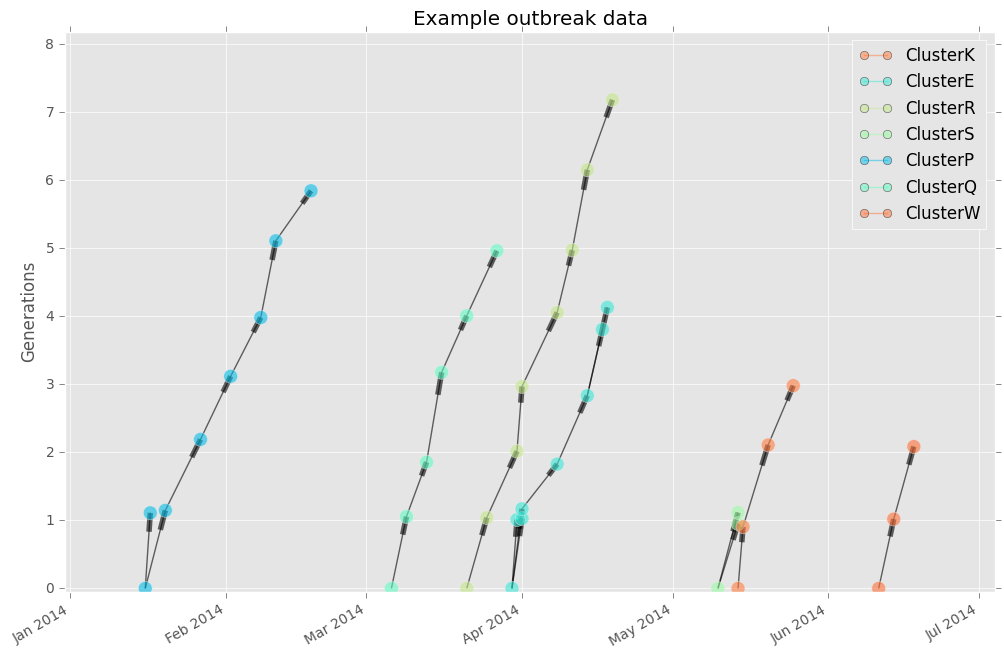 Example outbreak data
8
7
6
5
4
3
2
1
0
Generations
ClusterK
ClusterE
ClusterR
ClusterS
ClusterP
ClusterQ
ClusterW
Jan 2014
Feb 2014
Mar 2014
Apr 2014
May 2014
Jun 2014
Jul 2014